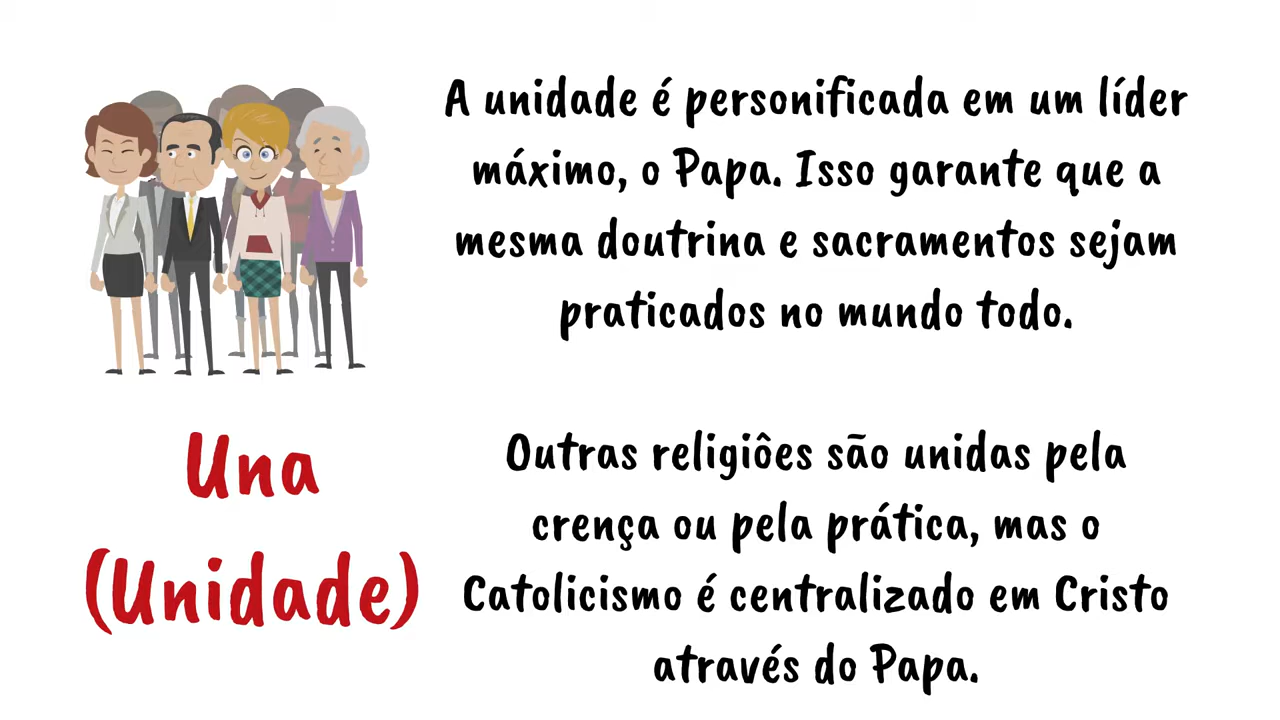 A unidade é personificada em um líder
máximo, o Papa. Isso garante que a
mesma doutrina e sacramentos sejam
praticados no mundo todo.
Una
(Unidade)
Outras religiôes são unidas pela
crença ou pela prática, mas o
Catolicismo é centralizado em Cristo
através do Papa.